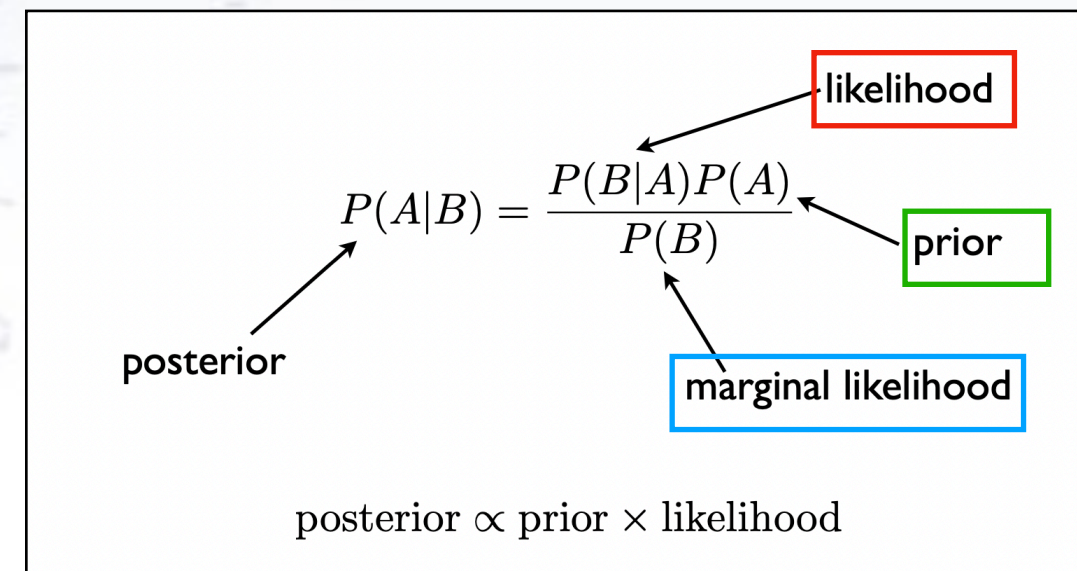 likelihood
P(A|B) = P(B|A)P(A) / P(B)
prior
posterior
marginal likelihood
posterior ∝ prior × likelihood